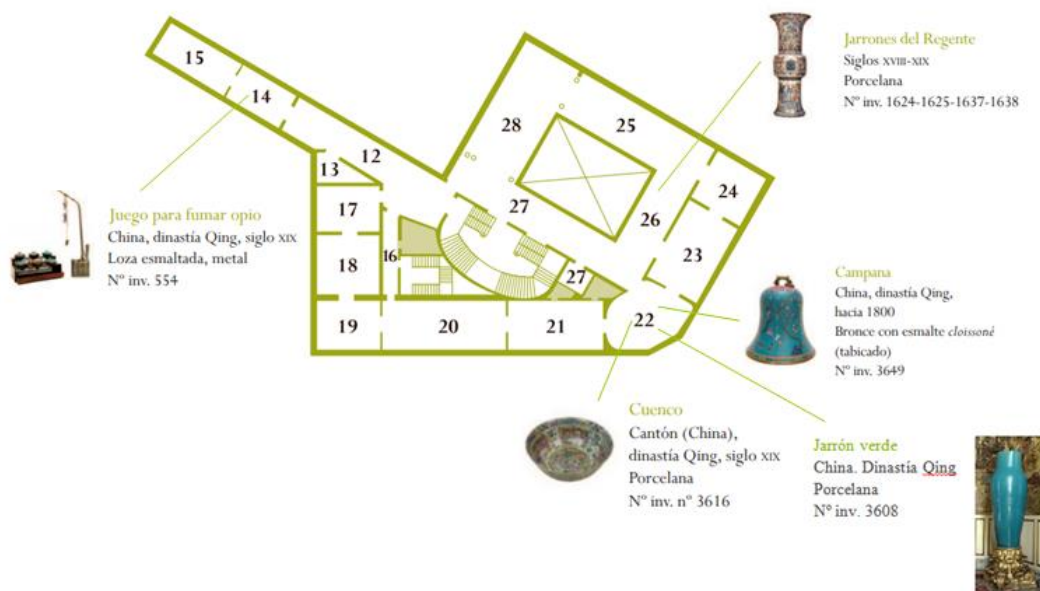 Jarrones del Regente
Siglos XVIII-XIX
Porcelana
Nº inv. 1624-1625-1637-1638
15
14
12
13
17
18
16
19
20
21
22
27
27
28
25
26
24
23
Juego para fumar opio
China, dinastía Qing, siglo XIX
Loza esmaltada, metal
Nº inv. 554
Campana
China, dinastía Qing,
hacia 1800
Bronce con esmalte cloissoné
(tabicado)
Nº inv. 3649
Cuenco
Cantón (China),
dinastía Qing, siglo XIX
Porcelana
Nº inv. nº 3616
Jarrón verde
China. Dinastía Qing
Porcelana
Nº inv. 3608